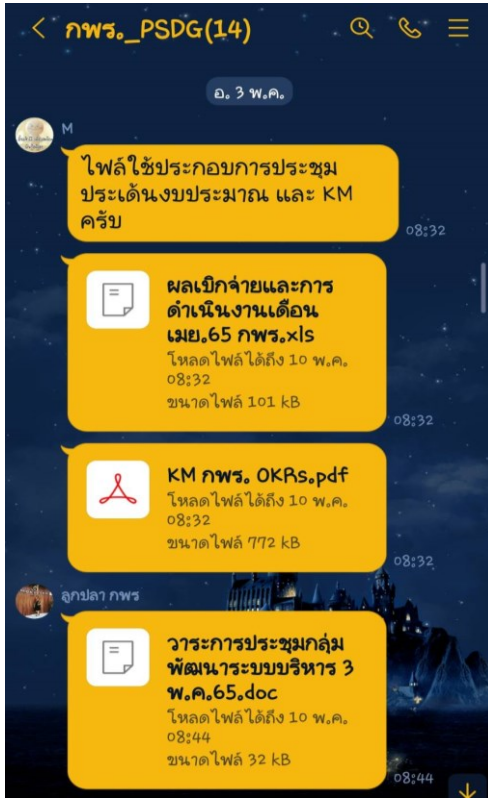 กพร._PSDG(14)
อ. 3 พ.ค.
M
ไฟล์ใช้ประกอบการประชุม
ประเด็นงบประมาณ และ KM
ครับ
08:32
ผลเบิกจ่ายและการ
ดำเนินงานเดือน
เมย.65 กพร.xls
โหลดไฟล์ได้ถึง 10 พ.ค.
08:32
ขนาดไฟล์ 101 kB
08:32
KM กพร. OKRs.pdf
โหลดไฟล์ได้ถึง 10 พ.ค.
08:32
ขนาดไฟล์ 772 kB
08:32
ลูกปลา กพร
วาระการประชุมกลุ่ม
พัฒนาระบบบริหาร 3
พ.ค.65.doc
โหลดไฟล์ได้ถึง 10 พ.ค.
08:44
ขนาดไฟล์ 32 kB
08:44